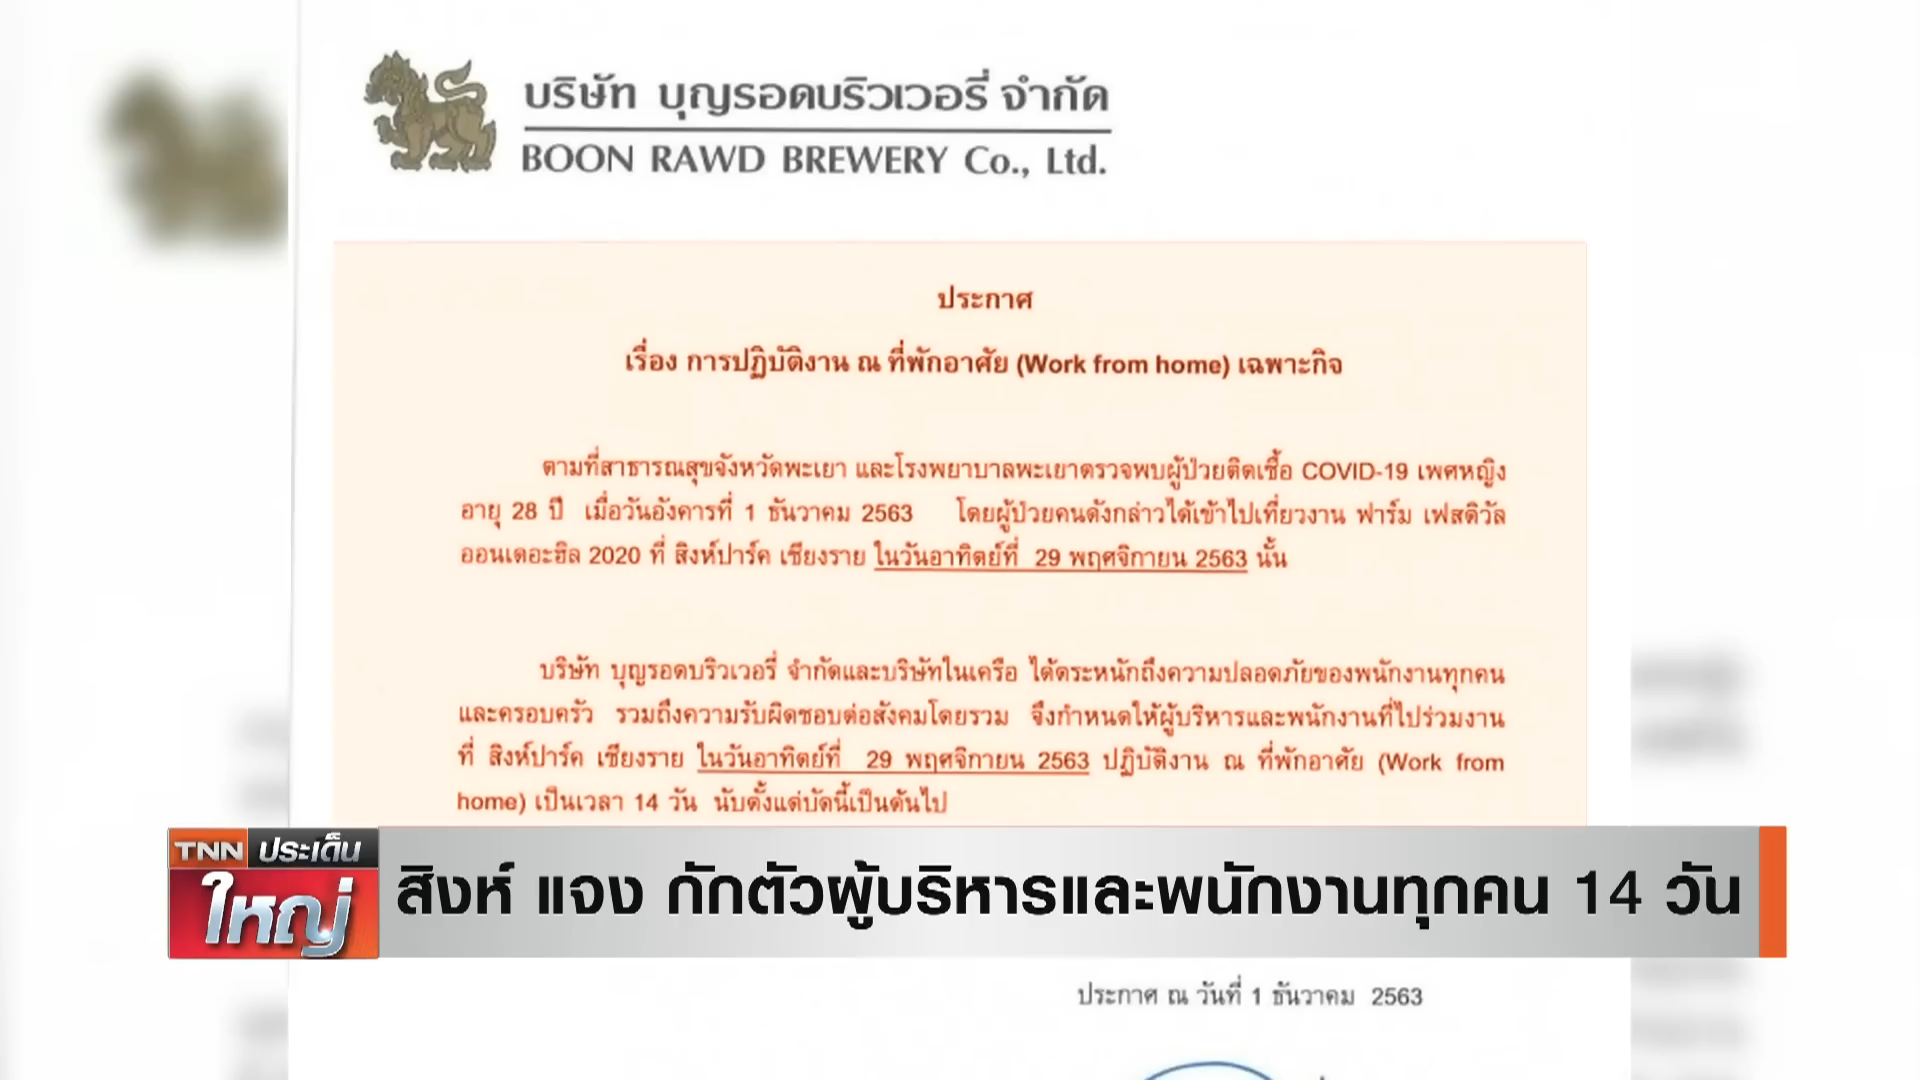 บริษัท บุญรอดบริวเวอรี่ จำกัด
BOON RAWD BREWERY Co., Ltd.
ประกาศ
เรื่อง การปฏิบัติงาน ณ ที่พักอาศัย (Work from home) เฉพาะกิจ
ตามที่สาธารณสุขจังหวัดพะเยา และโรงพยาบาลพะเยาตรวจพบผู้ป่วยติดเชื้อ COVID-19 เพศหญิง
อายุ 28 ปี เมื่อวันอังคารที่ 1 ธันวาคม 2563 โดยผู้ป่วยคนดังกล่าวได้เข้าไปเที่ยวงาน ฟาร์ม เฟสติวัล
ออนเดอะฮิล 2020 ที่ สิงห์ปาร์ค เชียงราย ในวันอาทิตย์ที่ 29 พฤศจิกายน 2563 นั้น
บริษัท บุญรอดบริวเวอรี่ จำกัดและบริษัทในเครือ ได้ตระหนักถึงความปลอดภัยของพนักงานทุกคน
และครอบครัว รวมถึงความรับผิดชอบต่อสังคมโดยรวม จึงกำหนดให้ผู้บริหารและพนักงานที่ไปร่วมงาน
ที่ สิงห์ปาร์ค เชียงราย ในวันอาทิตย์ที่ 29 พฤศจิกายน 2563 ปฏิบัติงาน ณ ที่พักอาศัย (Work from
home) เป็นเวลา 14 วัน นับตั้งแต่บัดนี้เป็นต้นไป
TNN ประเด็น
ใหญ่
สิงห์ แจง กักตัวผู้บริหารและพนักงานทุกคน 14 วัน
ประกาศ ณ วันที่ 1 ธันวาคม 2563